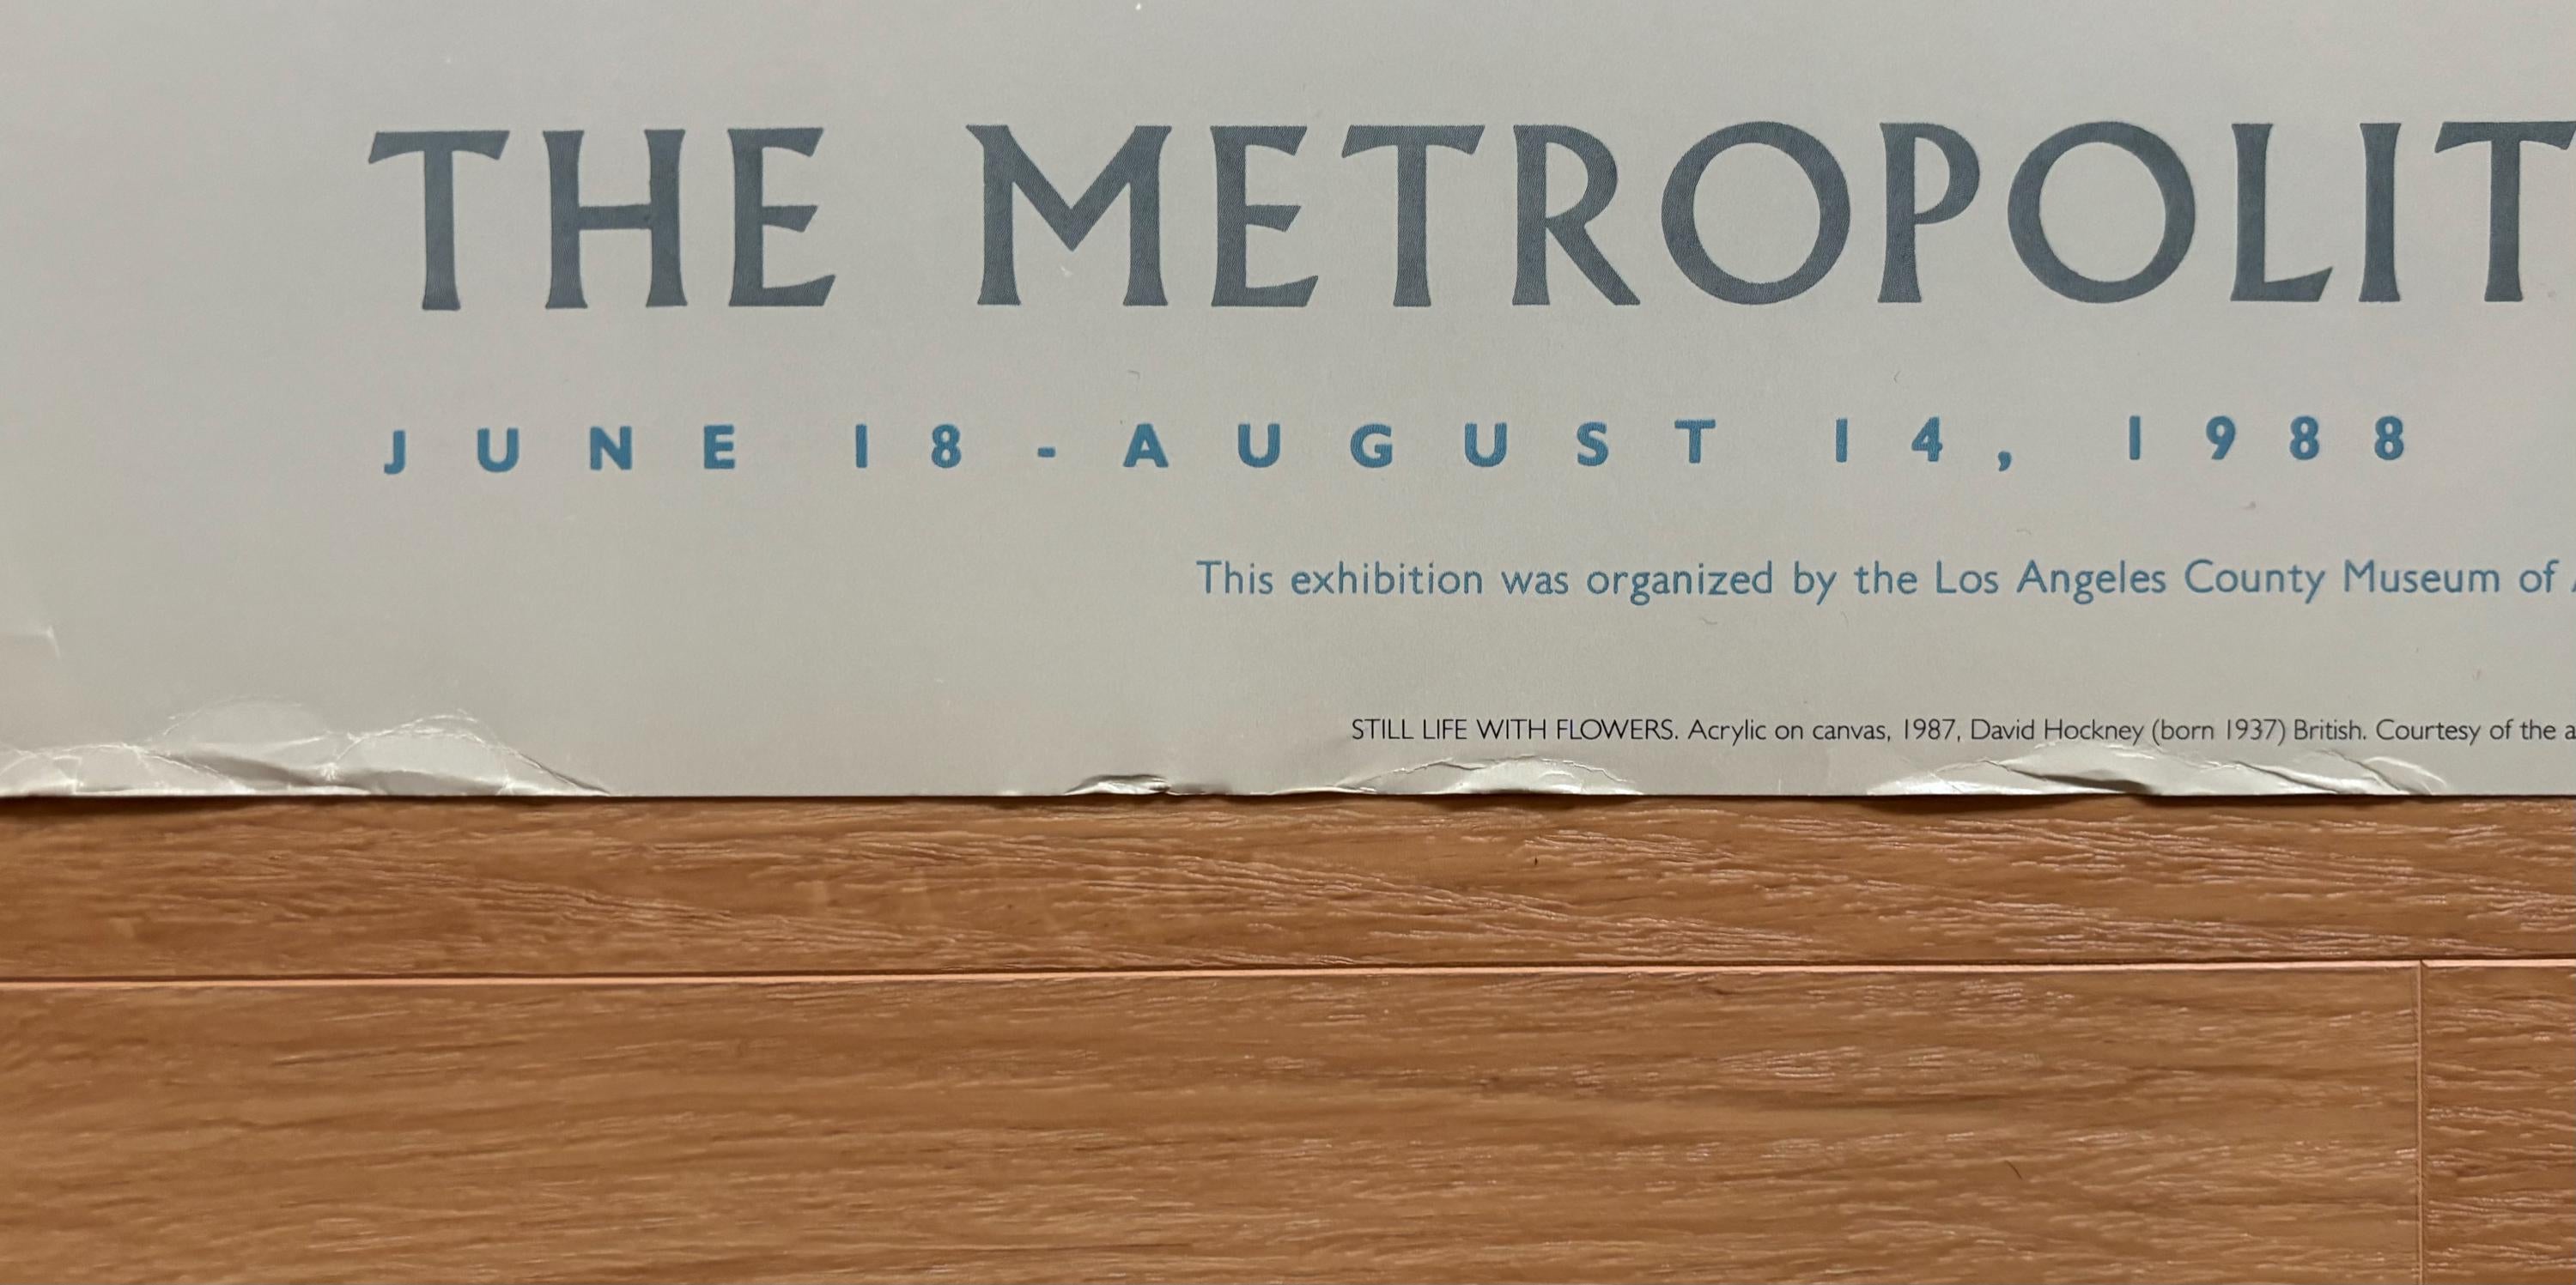 THE METROPOLIT
JUNE 18-AUGUST 14, 1988
This exhibition was organized by the Los Angeles County Museum of
STILL LIFE WITH FLOWERS. Acrylic on canvas, 1987, David Hockney (born 1937) British. Courtesy of the a